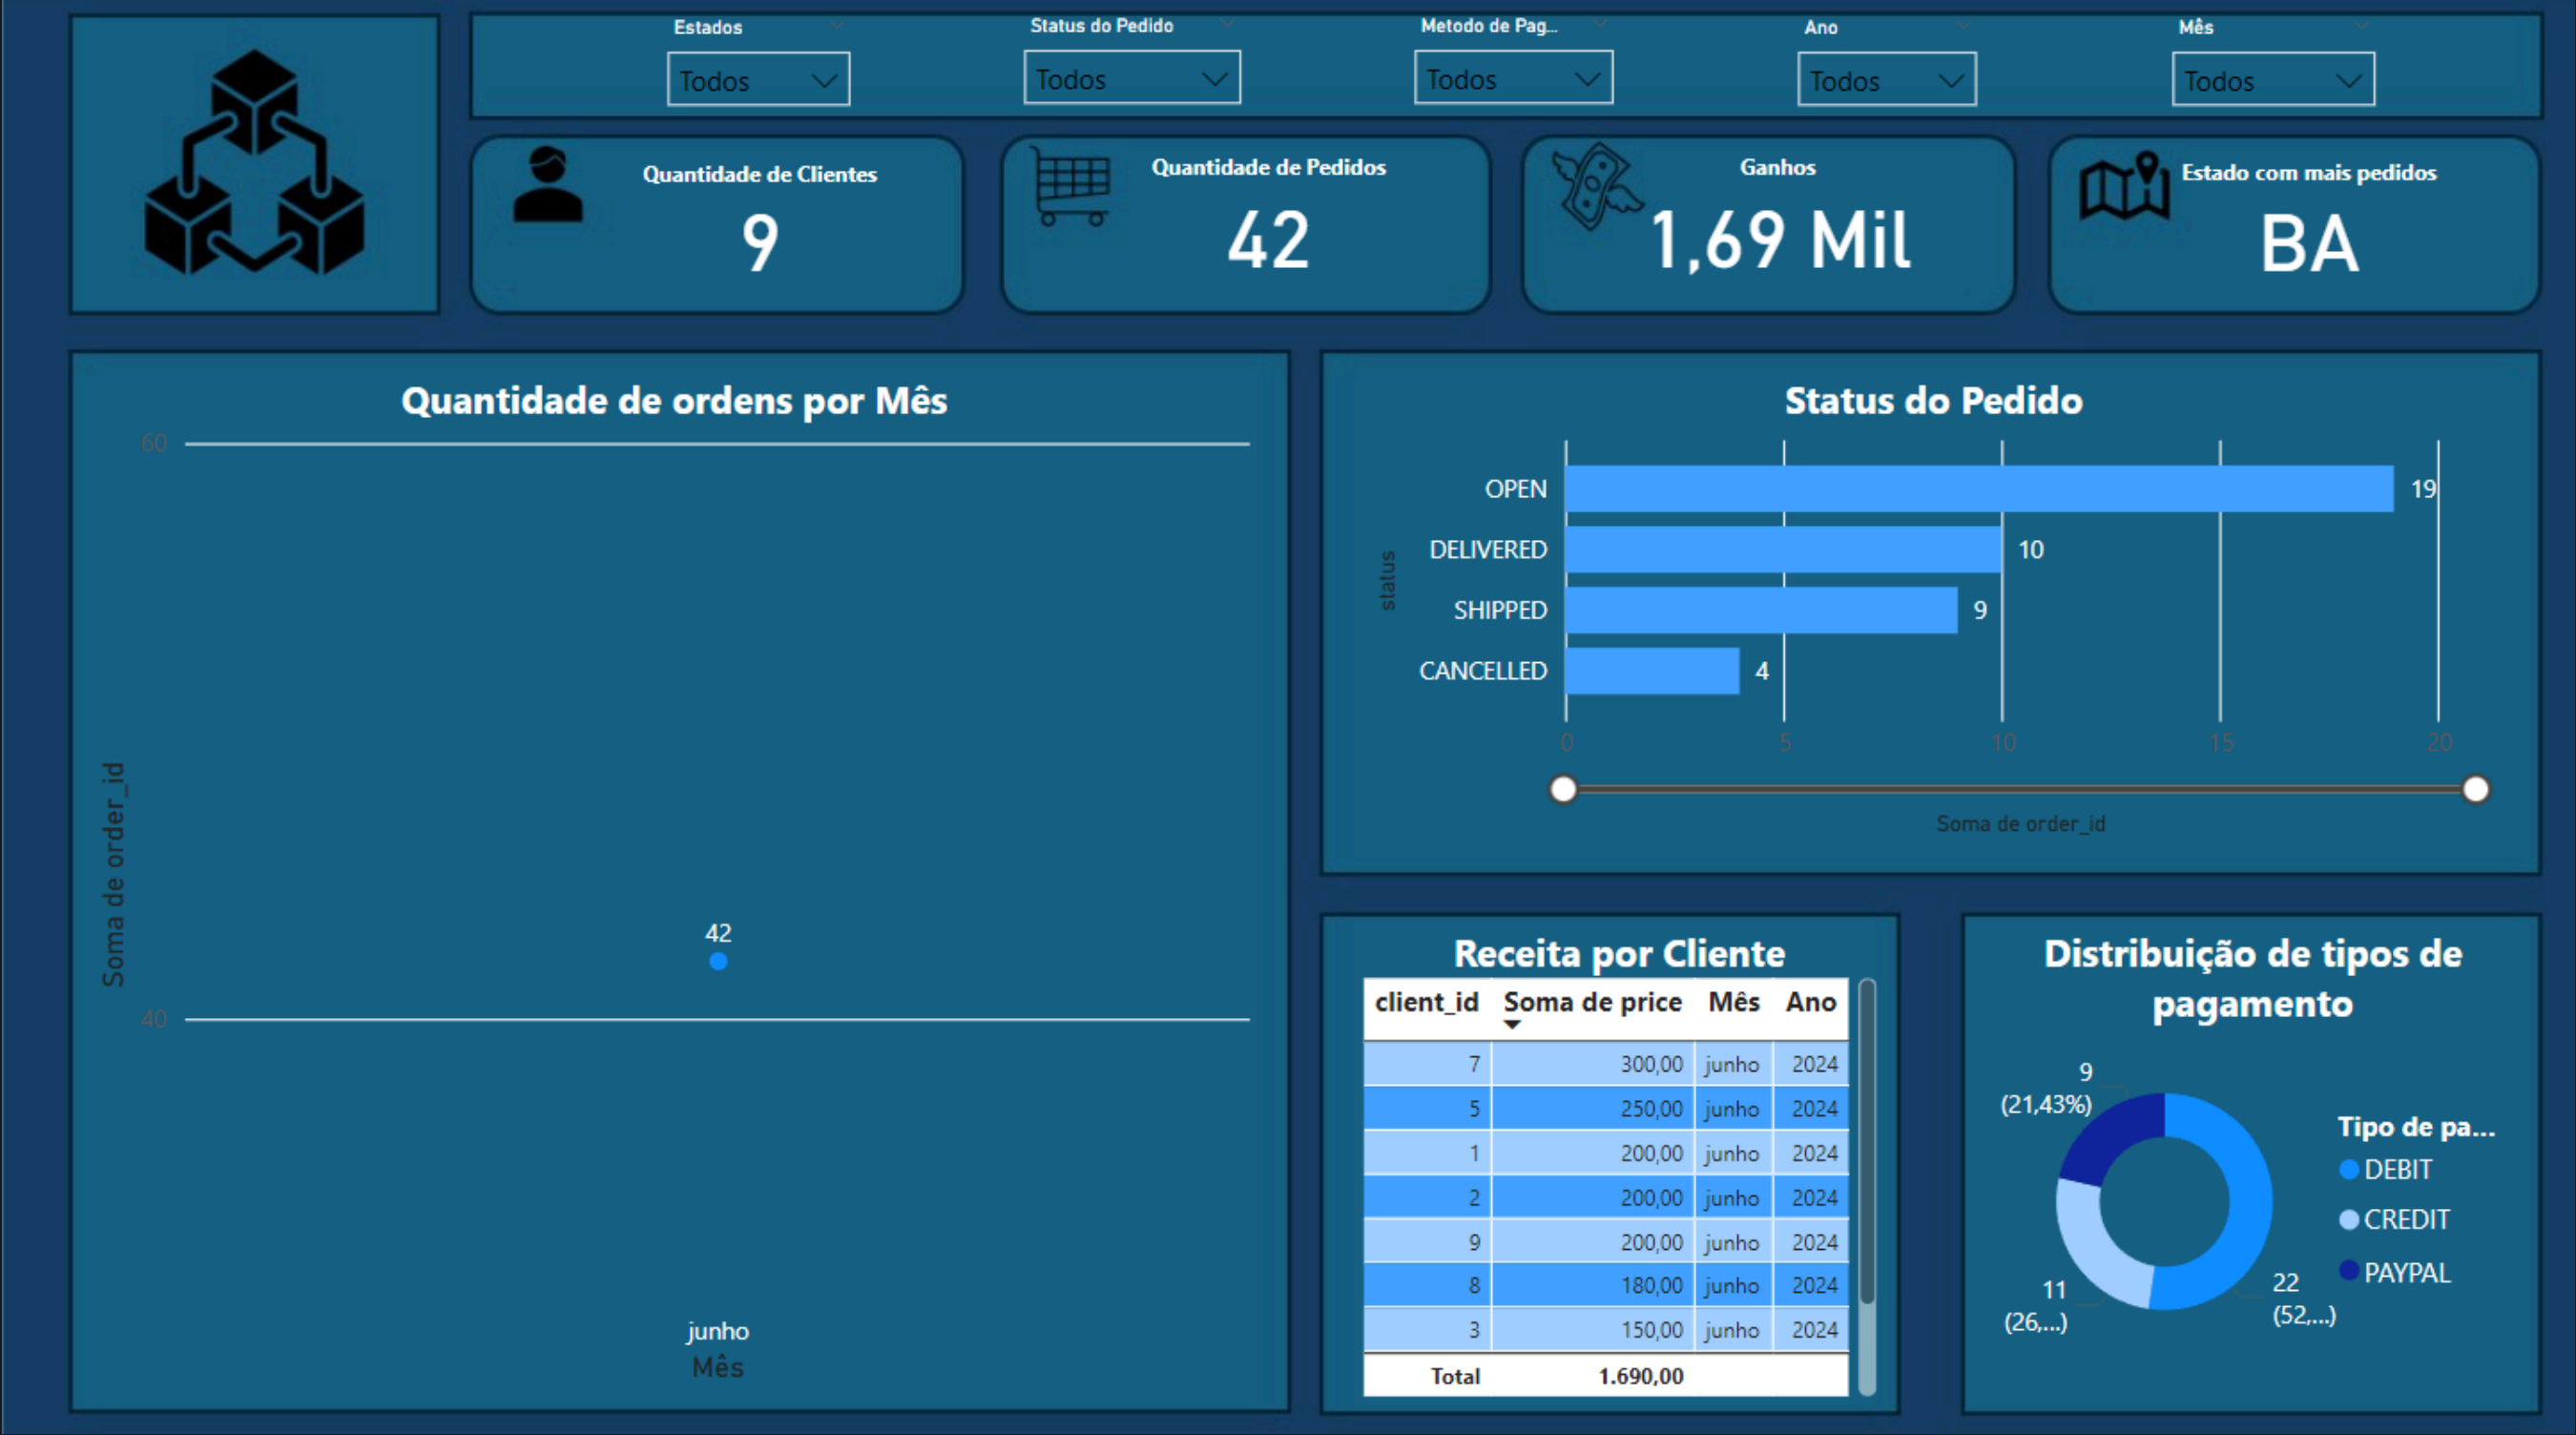 Estados
Status do Pedido
Metodo de Pag...
Ano
Mês
Todos
Todos
Todos
Todos
Todos
Quantidade de Clientes
9
Quantidade de Pedidos
42
Ganhos
1,69 Mil
Estado com mais pedidos
BA
Quantidade de ordens por Mês
60
Soma de order_id
42
40
junho
Mês
Status do Pedido
status
OPEN 19
DELIVERED 10
SHIPPED 9
CANCELLED 4
0 5 10 15 20
Soma de order_id
Receita por Cliente
client_id Soma de price Mês Ano
7 300,00 junho 2024
5 250,00 junho 2024
1 200,00 junho 2024
2 200,00 junho 2024
9 200,00 junho 2024
8 180,00 junho 2024
3 150,00 junho 2024
Total 1.690,00
Distribuição de tipos de
pagamento
9
(21,43%)
11
(26,...)
22
(52,...)
Tipo de pa...
DEBIT
CREDIT
PAYPAL